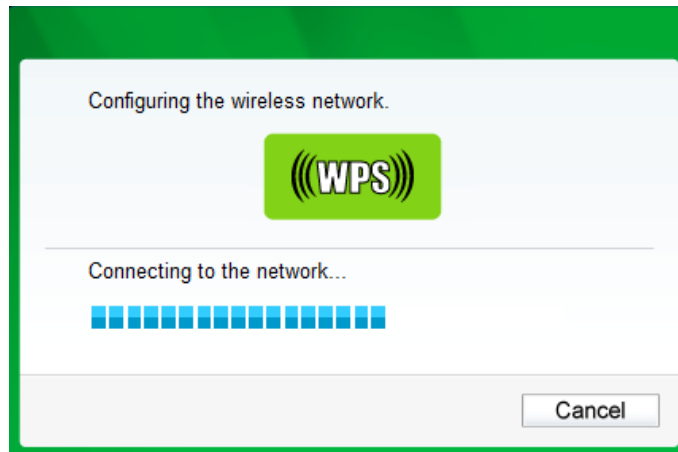 Configuring the wireless network.
(((WPS)))
Connecting to the network...
Cancel